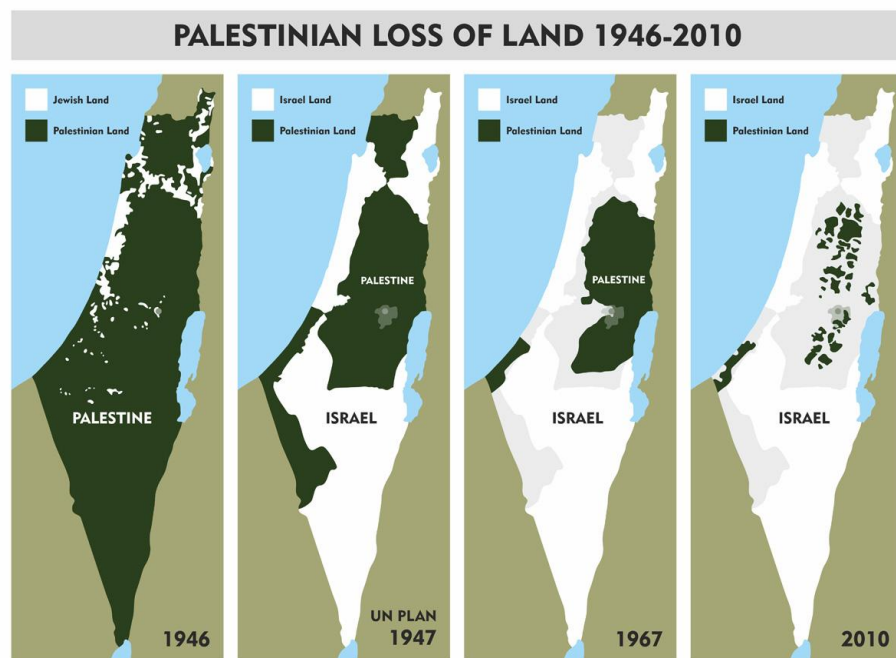 PALESTINIAN LOSS OF LAND 1946-2010
Jewish Land
Palestinian Land
PALESTINE
1946
Israel Land
Palestinian Land
PALESTINE
ISRAEL
UN PLAN
1947
Israel Land
Palestinian Land
PALESTINE
ISRAEL
1967
Israel Land
Palestinian Land
ISRAEL
2010